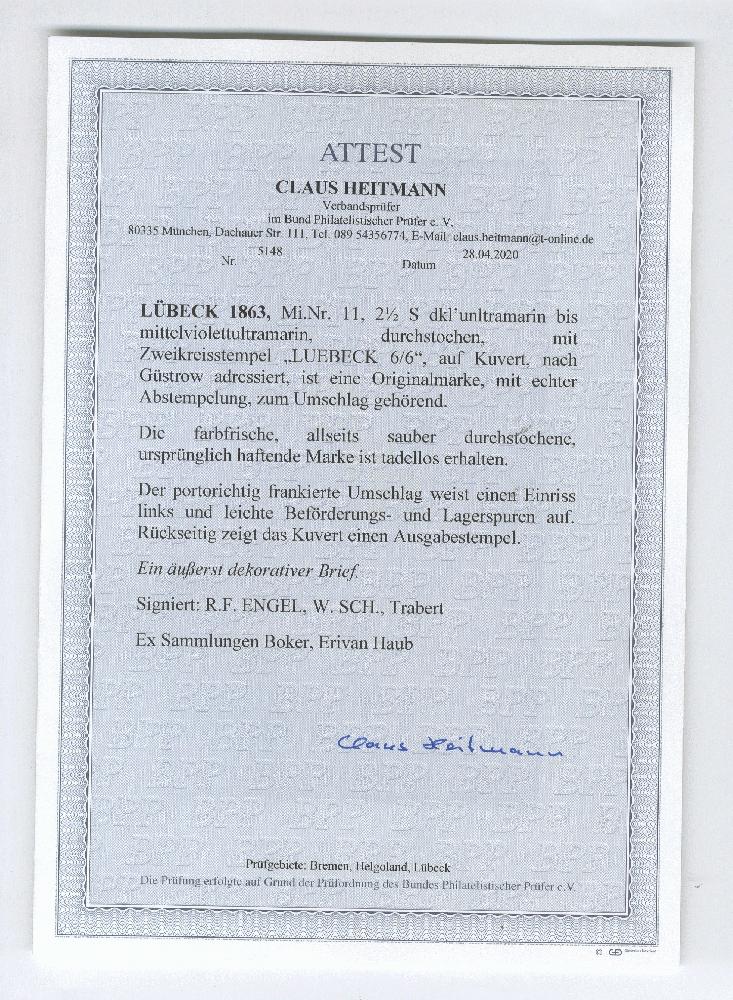 ATTEST
CLAUS HEITMANN
Verbandsprüfer
im Bund Philatelistischer Prüfer e. V.
80335 München, Dachauer Str. 111, Tel. 089 54356774, E-Mail: claus.heitmann@t-online.de
Nr. 5148 Datum 28.04.2020
LÜBECK 1863, Mi.Nr. 11, 2½ S dkl'unltramarin bis
mittelviolettultramarin, durchstochen, mit
Zweikreisstempel „LUEBECK 6/6“, auf Kuvert, nach
Güstrow adressiert, ist eine Originalmarke, mit echter
Abstempelung, zum Umschlag gehörend.
Die farbfrische, allseits sauber durchstochene,
ursprünglich haftende Marke ist tadellos erhalten.
Der portorichtig frankierte Umschlag weist einen Einriss
links und leichte Beförderungs- und Lagerspuren auf.
Rückseitig zeigt das Kuvert einen Ausgabestempel.
Ein äußerst dekorativer Brief.
Signiert: R.F. ENGEL, W. SCH., Trabert
Ex Sammlungen Boker, Erivan Haub
Claus Heitmann
Prüfgebiete: Bremen, Helgoland, Lübeck
Die Prüfung erfolgte auf Grund der Prüfordnung des Bundes Philatelistischer Prüfer e.V.